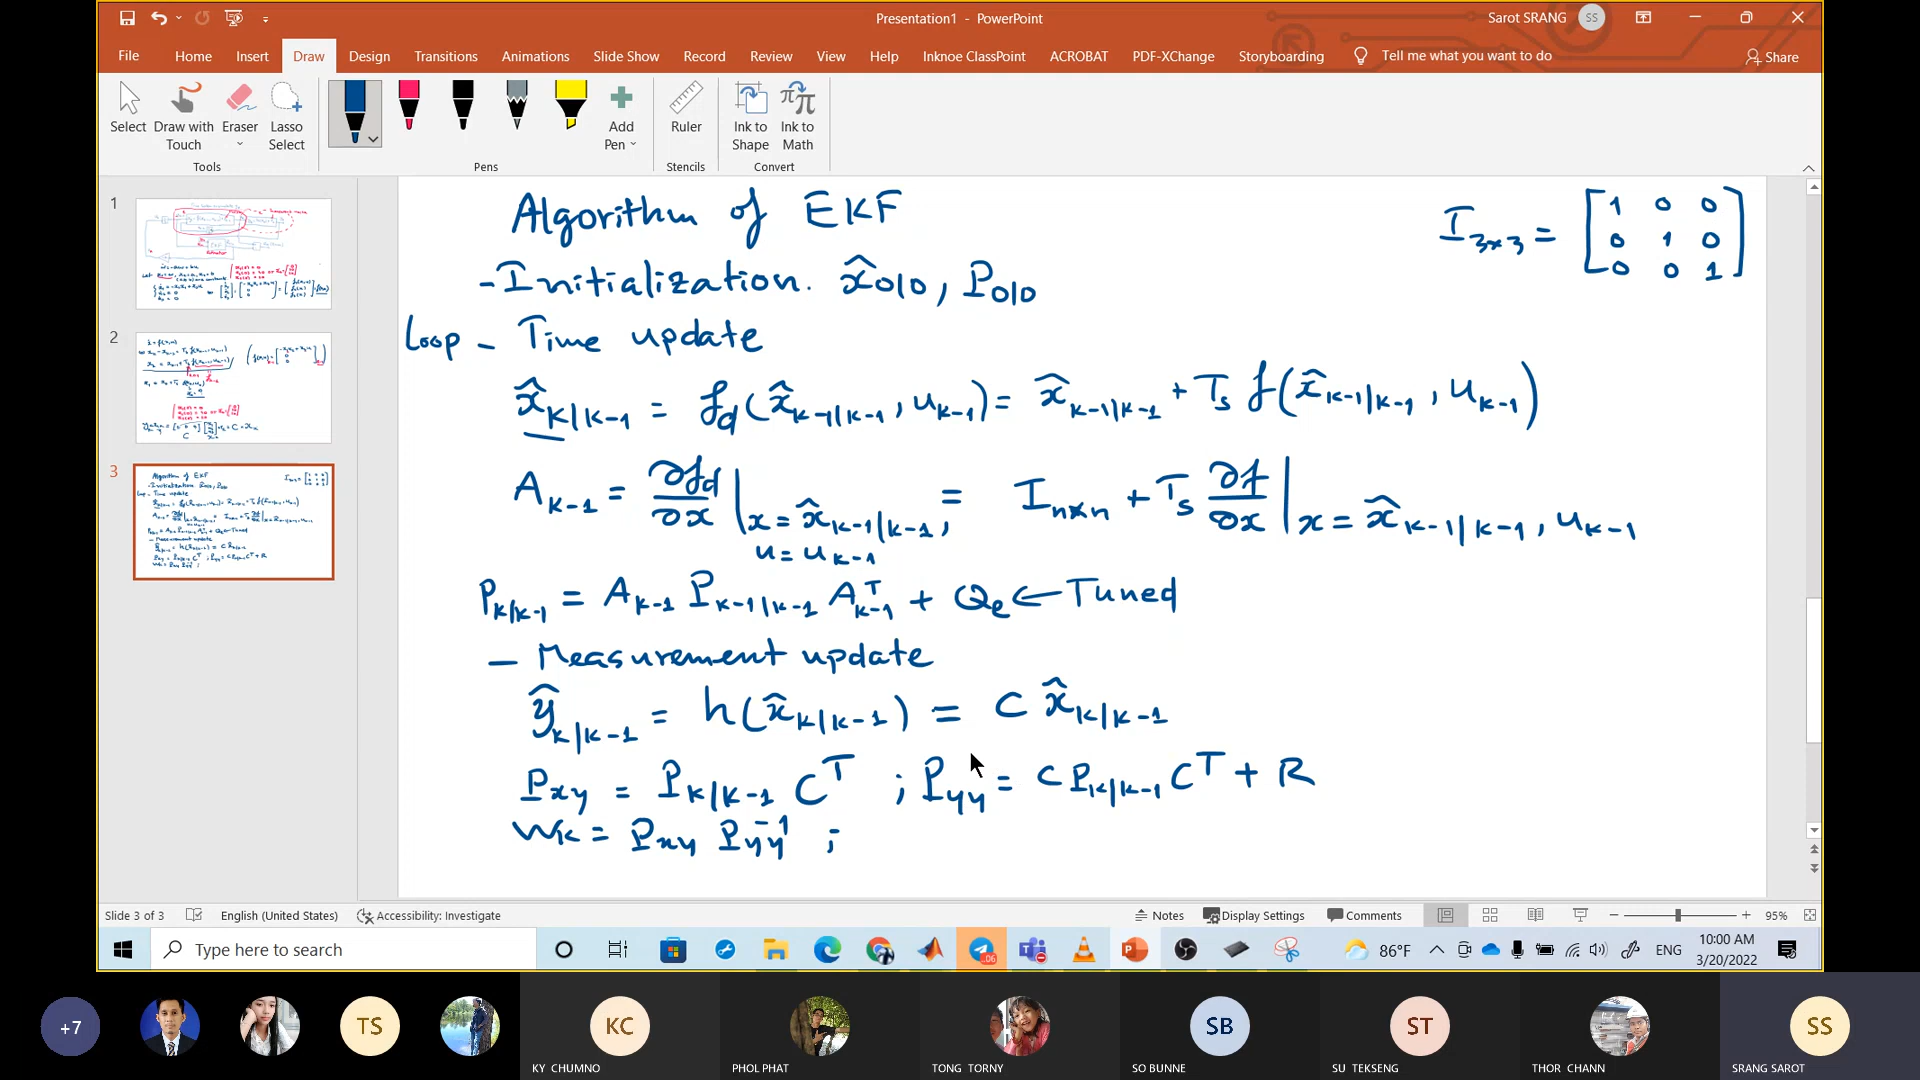 Presentation1 - PowerPoint
Sarot SRANG SS
File Home Insert Draw Design Transitions Animations Slide Show Record Review View Help Inknoe ClassPoint ACROBAT PDF-XChange Storyboarding Tell me what you want to do Share
Select
Draw with Touch
Eraser
Lasso Select
Add Pen
Ruler
Ink to Shape
Ink to Math
Tools
Pens
Stencils
Convert
1
2
3
Algorithm of EKF
I3x3 = [1 0 0
0 1 0
0 0 1]
- Initialization. x̂0|0, P0|0
Loop - Time update
x̂k|k-1 = fd(x̂k-1|k-1, uk-1) = x̂k-1|k-1 + Ts f(x̂k-1|k-1, uk-1)
Ak-1 = ∂fd/∂x | x = x̂k-1|k-1, u = uk-1 = Inxn + Ts ∂f/∂x | x = x̂k-1|k-1, uk-1
Pk|k-1 = Ak-1 Pk-1|k-1 Aᵀk-1 + Qe ← Tuned
- Measurement update
ŷk|k-1 = h(x̂k|k-1) = C x̂k|k-1
Pxy = Pk|k-1 Cᵀ ; Pyy = C Pk|k-1 Cᵀ + R
Wk = Pxy Pyy⁻¹ ;
Slide 3 of 3 English (United States) Accessibility: Investigate Notes Display Settings Comments 95%
Type here to search
86°F ENG
10:00 AM
3/20/2022
+7
TS
KC
SB
ST
SS
KY CHUMNO
PHOL PHAT
TONG TORNY
SO BUNNE
SU TEKSENG
THOR CHANN
SRANG SAROT